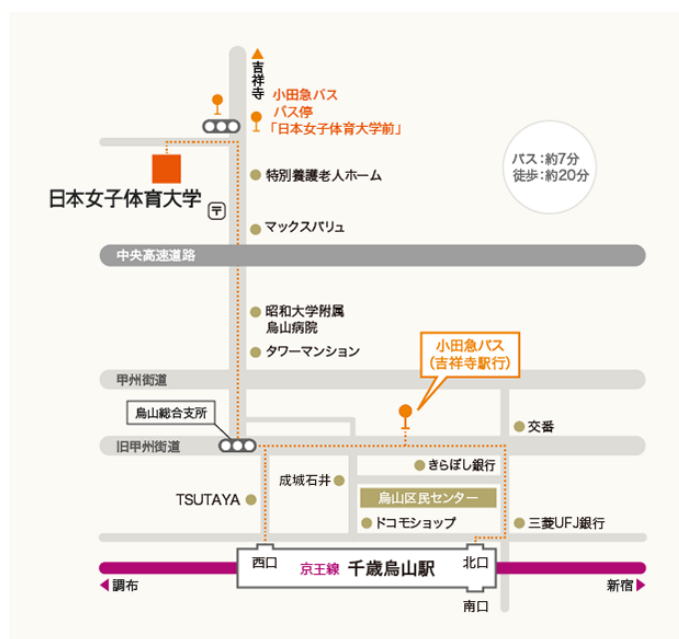 吉祥寺
小田急バス
バス停
「日本女子体育大学前」
バス：約7分
徒歩：約20分
特別養護老人ホーム
日本女子体育大学
〒
マックスバリュ
中央高速道路
昭和大学附属
烏山病院
タワーマンション
小田急バス
(吉祥寺駅行)
甲州街道
烏山総合支所
旧甲州街道
交番
きらぼし銀行
成城石井
TSUTAYA
烏山区民センター
ドコモショップ
三菱UFJ銀行
西口
京王線 千歳烏山駅
北口
調布
新宿
南口